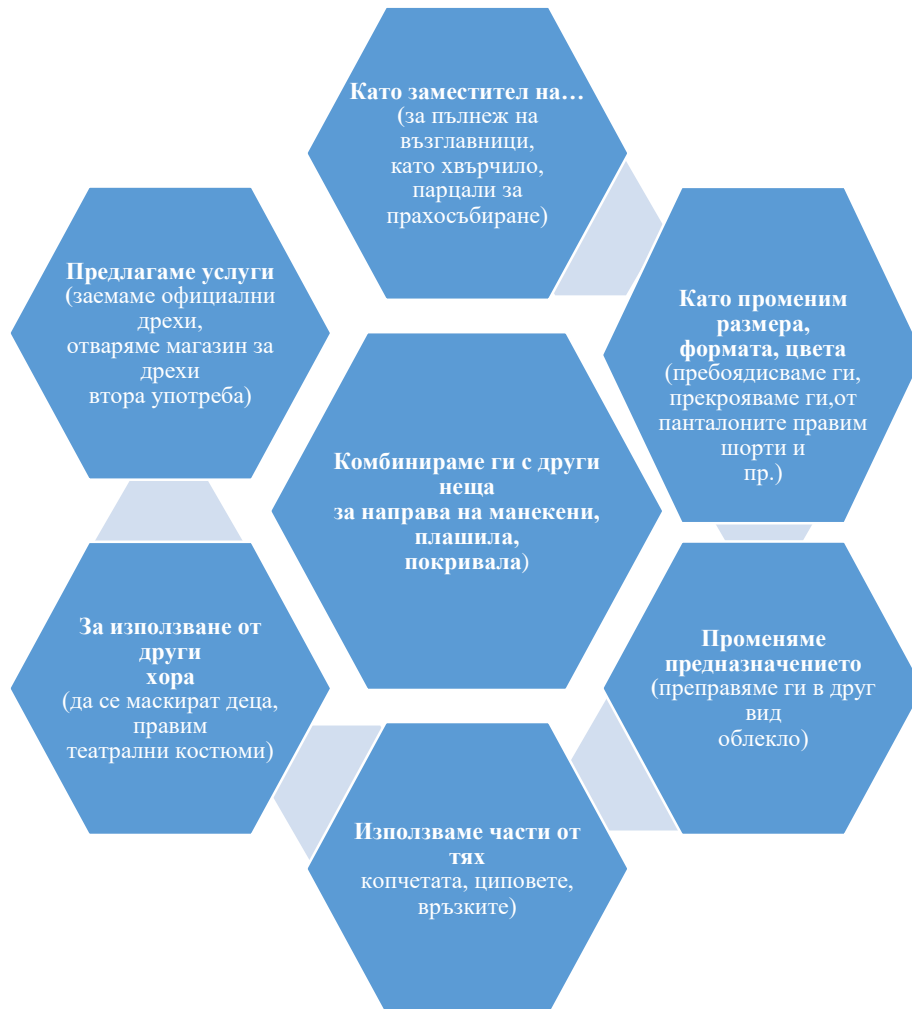 Като заместител на…
(за пълнеж на
възглавници,
като хвърчило,
парцали за
прахосъбиране)
Предлагаме услуги
(заемаме официални
дрехи,
отваряме магазин за
дрехи
втора употреба)
Като променим
размера,
формата, цвета
(пребоядисваме ги,
прекрояваме ги,от
панталоните правим
шорти и
пр.)
Комбинираме ги с други
неща
за направа на манекени,
плашила,
покривала)
За използване от
други
хора
(да се маскират деца,
правим
театрални костюми)
Променяме
предназначението
(преправяме ги в друг
вид
облекло)
Използваме части от
тях
копчетата, циповете,
връзките)